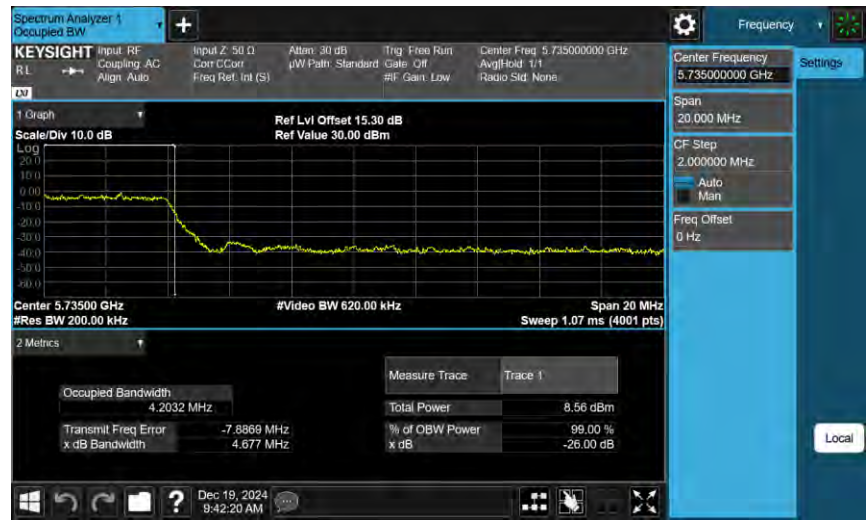 Spectrum Analyzer 1
Occupied BW
Frequency
KEYSIGHT Input: RF Input Z: 50 Ω Atten: 30 dB Trig: Free Run Center Freq: 5.735000000 GHz
RL Coupling: AC Corr CCorr µW Path: Standard Gate: Off Avg|Hold: 1/1
Align: Auto Freq Ref: Int (S) #IF Gain: Low Radio Std: None
LXI
Center Frequency
5.735000000 GHz
Settings
Span
20.000 MHz
CF Step
2.000000 MHz
Auto
Man
Freq Offset
0 Hz
Local
1 Graph
Ref Lvl Offset 15.30 dB
Scale/Div 10.0 dB Ref Value 30.00 dBm
Log
20.0
10.0
0.00
-10.0
-20.0
-30.0
-40.0
-50.0
-60.0
Center 5.73500 GHz #Video BW 620.00 kHz Span 20 MHz
#Res BW 200.00 kHz Sweep 1.07 ms (4001 pts)
2 Metrics
Measure Trace Trace 1
Occupied Bandwidth
4.2032 MHz Total Power 8.56 dBm
Transmit Freq Error -7.8869 MHz % of OBW Power 99.00 %
x dB Bandwidth 4.677 MHz x dB -26.00 dB
? Dec 19, 2024
9:42:20 AM